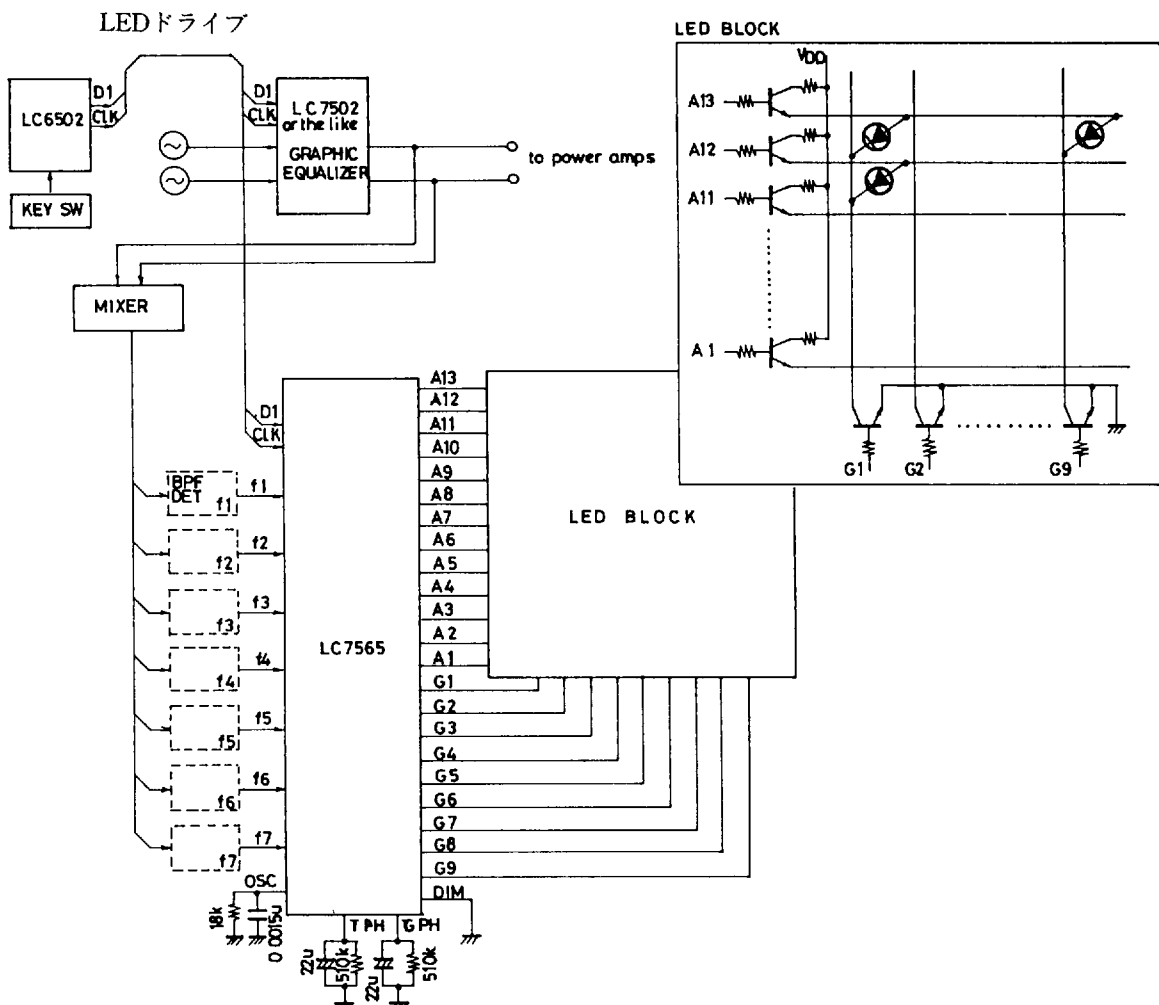 LEDドライブ
LC6502
D1
CLK
KEY SW
D1
CLK
LC7502
or the like
GRAPHIC
EQUALIZER
to power amps
MIXER
LED BLOCK
VDD
A13
A12
A11
A1
G1
G2
G9
D1
CLK
BPF
DET
f1
f1
f2
f2
f3
f3
f4
f4
f5
f5
f6
f6
f7
f7
LC7565
A13
A12
A11
A10
A9
A8
A7
A6
A5
A4
A3
A2
A1
G1
G2
G3
G4
G5
G6
G7
G8
G9
DIM
LED BLOCK
OSC
18k
0.0015u
TPH
GPH
22u
510k
22u
510k